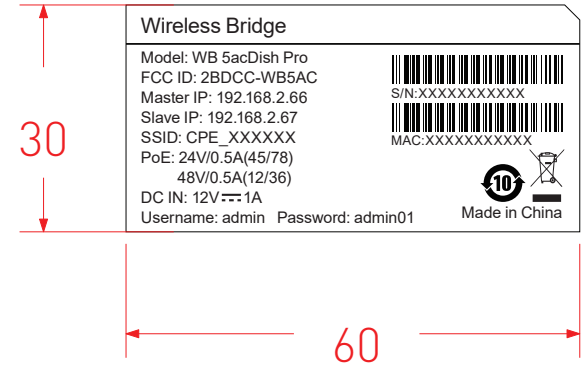 Wireless Bridge
Model: WB 5acDish Pro
FCC ID: 2BDCC-WB5AC
Master IP: 192.168.2.66
Slave IP: 192.168.2.67
SSID: CPE_XXXXXX
PoE: 24V/0.5A(45/78)
48V/0.5A(12/36)
DC IN: 12V⎓1A
Username: admin Password: admin01
S/N:XXXXXXXXXXX
MAC:XXXXXXXXXXX
10
Made in China
30
60